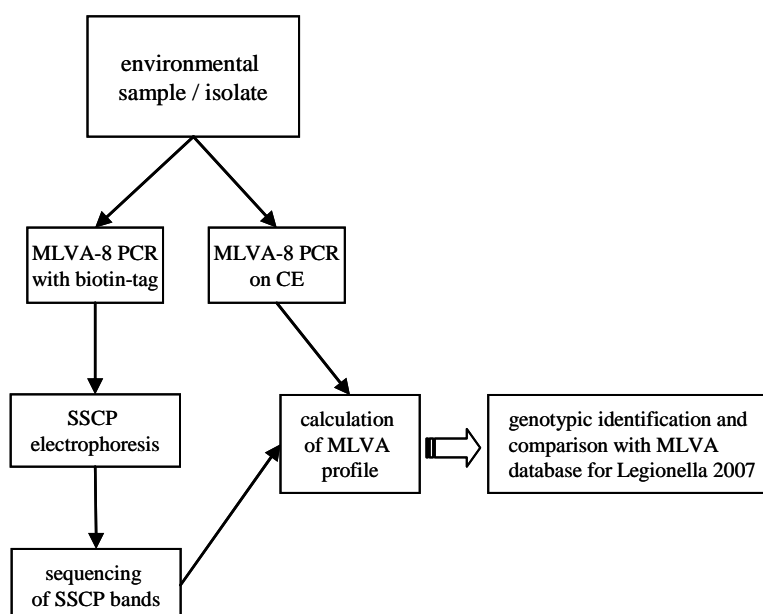 environmental
sample / isolate
MLVA-8 PCR
with biotin-tag
MLVA-8 PCR
on CE
SSCP
electrophoresis
calculation
of MLVA
profile
genotypic identification and
comparison with MLVA
database for Legionella 2007
sequencing
of SSCP bands